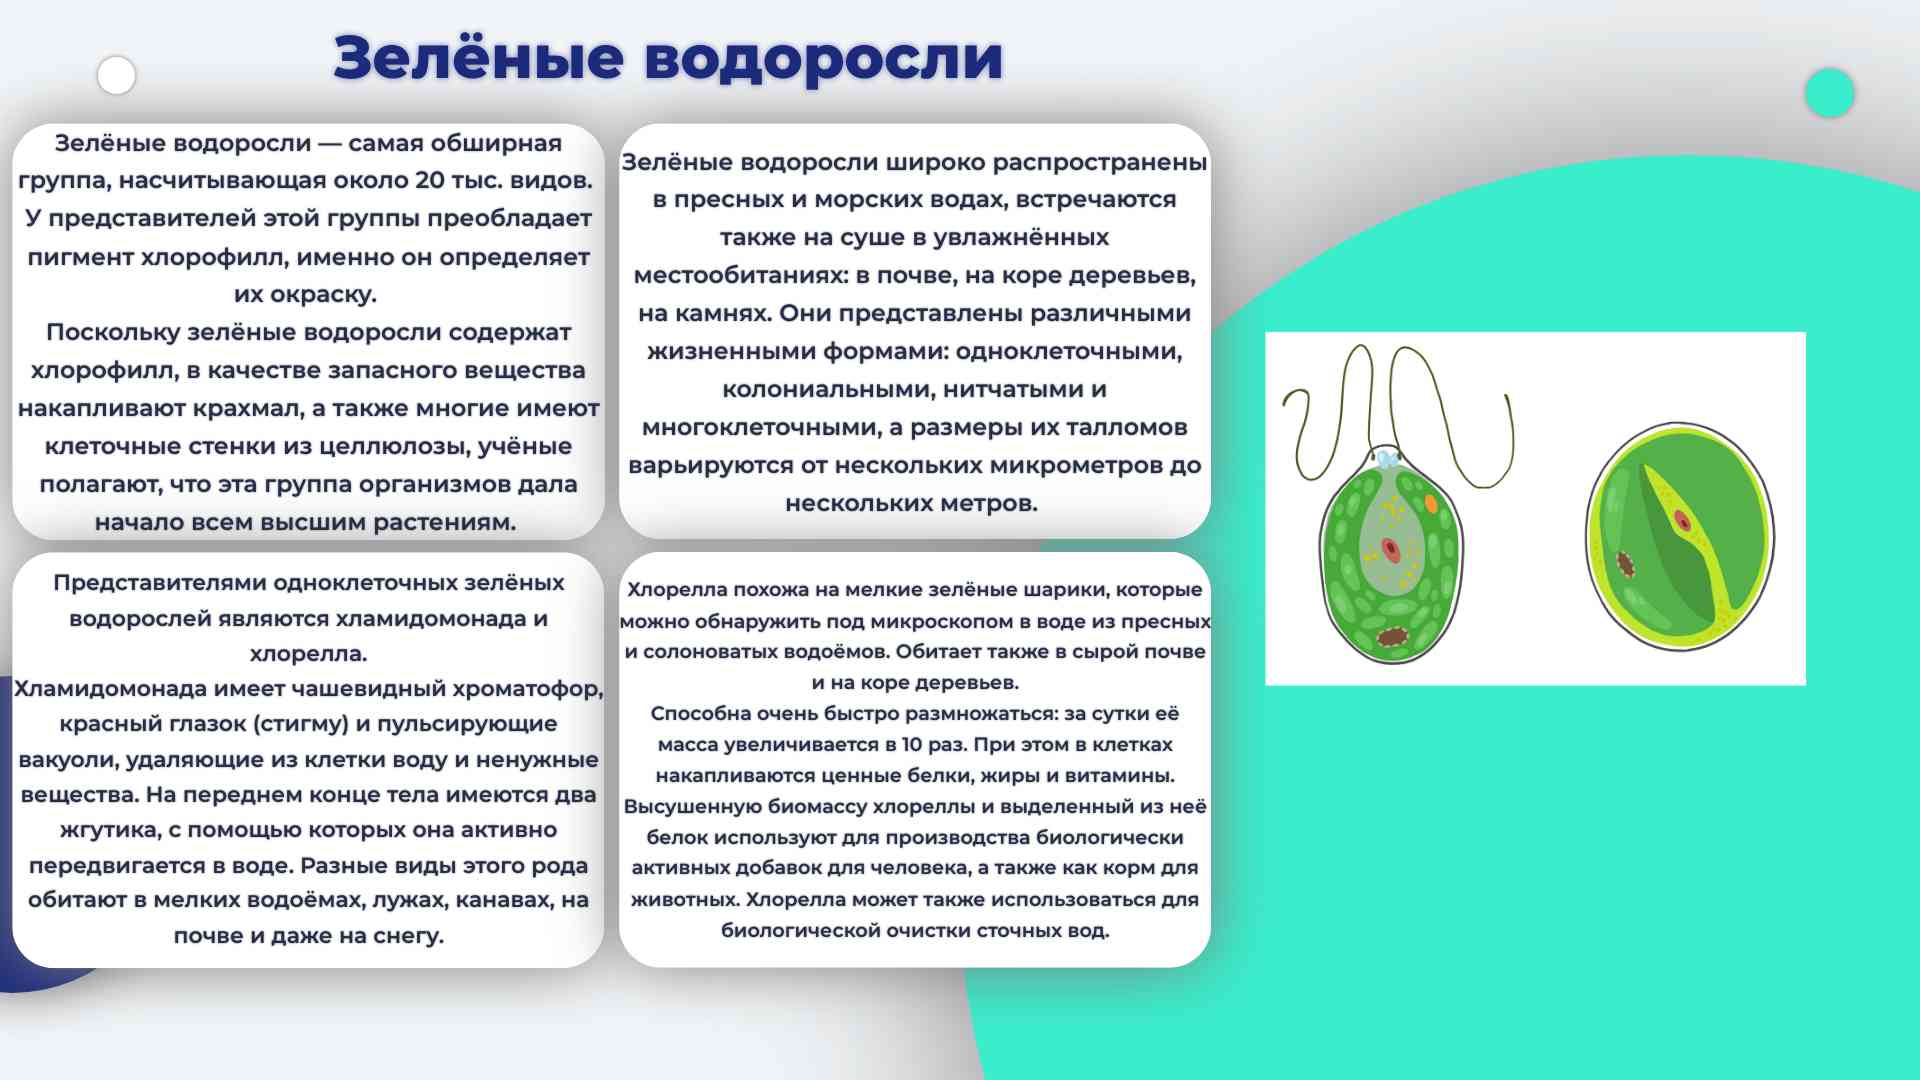 Зелёные водоросли
Зелёные водоросли — самая обширная
группа, насчитывающая около 20 тыс. видов.
У представителей этой группы преобладает
пигмент хлорофилл, именно он определяет
их окраску.
Поскольку зелёные водоросли содержат
хлорофилл, в качестве запасного вещества
накапливают крахмал, а также многие имеют
клеточные стенки из целлюлозы, учёные
полагают, что эта группа организмов дала
начало всем высшим растениям.
Зелёные водоросли широко распространены
в пресных и морских водах, встречаются
также на суше в увлажнённых
местообитаниях: в почве, на коре деревьев,
на камнях. Они представлены различными
жизненными формами: одноклеточными,
колониальными, нитчатыми и
многоклеточными, а размеры их талломов
варьируются от нескольких микрометров до
нескольких метров.
Представителями одноклеточных зелёных
водорослей являются хламидомонада и
хлорелла.
Хламидомонада имеет чашевидный хроматофор,
красный глазок (стигму) и пульсирующие
вакуоли, удаляющие из клетки воду и ненужные
вещества. На переднем конце тела имеются два
жгутика, с помощью которых она активно
передвигается в воде. Разные виды этого рода
обитают в мелких водоёмах, лужах, канавах, на
почве и даже на снегу.
Хлорелла похожа на мелкие зелёные шарики, которые
можно обнаружить под микроскопом в воде из пресных
и солоноватых водоёмов. Обитает также в сырой почве
и на коре деревьев.
Способна очень быстро размножаться: за сутки её
масса увеличивается в 10 раз. При этом в клетках
накапливаются ценные белки, жиры и витамины.
Высушенную биомассу хлореллы и выделенный из неё
белок используют для производства биологически
активных добавок для человека, а также как корм для
животных. Хлорелла может также использоваться для
биологической очистки сточных вод.